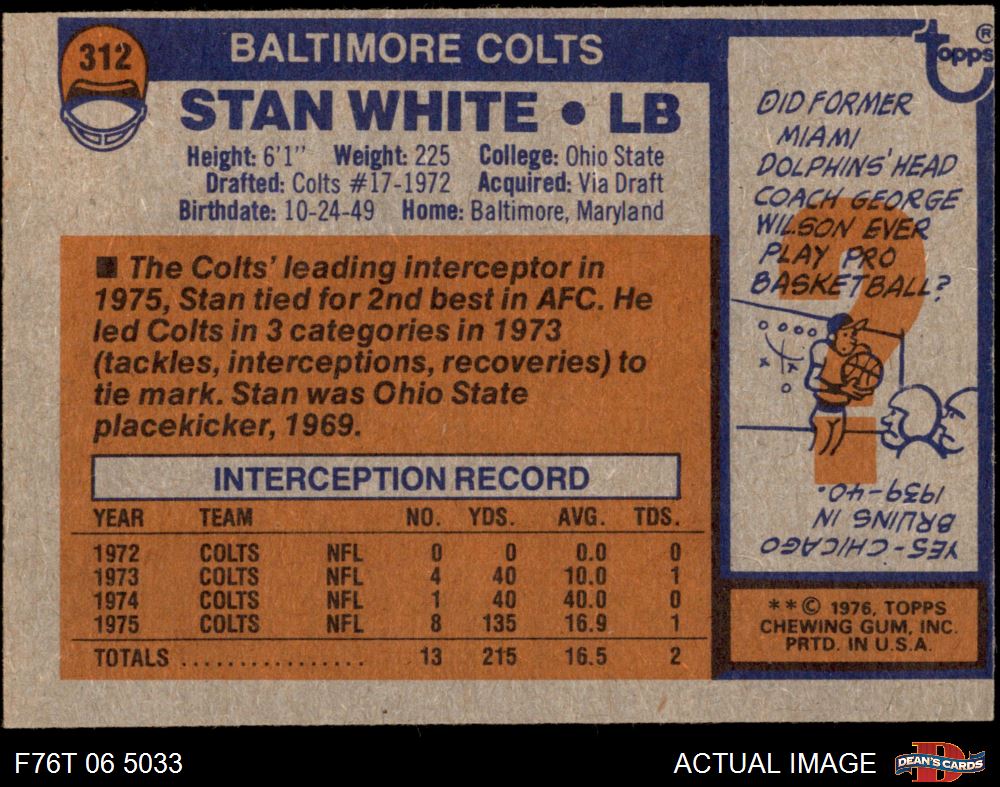 312
BALTIMORE COLTS
STAN WHITE • LB
Height: 6'1" Weight: 225 College: Ohio State
Drafted: Colts #17-1972 Acquired: Via Draft
Birthdate: 10-24-49 Home: Baltimore, Maryland
■ The Colts' leading interceptor in
1975, Stan tied for 2nd best in AFC. He
led Colts in 3 categories in 1973
(tackles, interceptions, recoveries) to
tie mark. Stan was Ohio State
placekicker, 1969.
INTERCEPTION RECORD
YEAR TEAM NO. YDS. AVG. TDS.
1972 COLTS NFL 0 0 0.0 0
1973 COLTS NFL 4 40 10.0 1
1974 COLTS NFL 1 40 40.0 0
1975 COLTS NFL 8 135 16.9 1
TOTALS ................ 13 215 16.5 2
topps®
DID FORMER
MIAMI
DOLPHINS' HEAD
COACH GEORGE
WILSON EVER
PLAY PRO
BASKETBALL?
?
YES-CHICAGO
BRUINS IN
1939-40.
**© 1976, TOPPS
CHEWING GUM, INC.
PRTD. IN U.S.A.
F76T 06 5033
ACTUAL IMAGE
D
DEAN'S CARDS